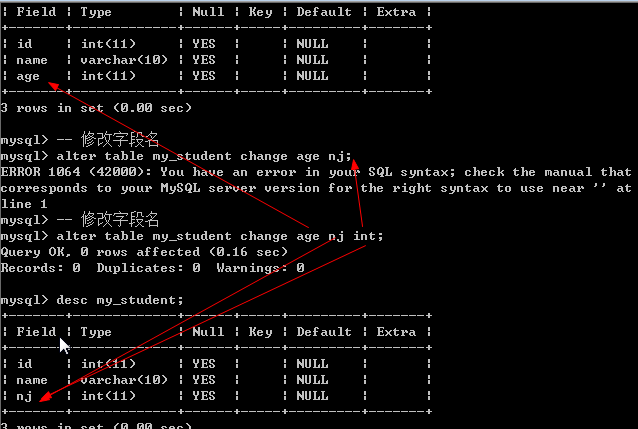 | Field | Type | Null | Key | Default | Extra |
+-------+-------------+------+-----+---------+-------+
| id | int(11) | YES | | NULL | |
| name | varchar(10) | YES | | NULL | |
| age | int(11) | YES | | NULL | |
+-------+-------------+------+-----+---------+-------+
3 rows in set (0.00 sec)
mysql> -- 修改字段名
mysql> alter table my_student change age nj;
ERROR 1064 (42000): You have an error in your SQL syntax; check the manual that
corresponds to your MySQL server version for the right syntax to use near '' at
line 1
mysql> -- 修改字段名
mysql> alter table my_student change age nj int;
Query OK, 0 rows affected (0.16 sec)
Records: 0 Duplicates: 0 Warnings: 0
mysql> desc my_student;
+-------+-------------+------+-----+---------+-------+
| Field | Type | Null | Key | Default | Extra |
+-------+-------------+------+-----+---------+-------+
| id | int(11) | YES | | NULL | |
| name | varchar(10) | YES | | NULL | |
| nj | int(11) | YES | | NULL | |
+-------+-------------+------+-----+---------+-------+
3 rows in set (0.00 sec)